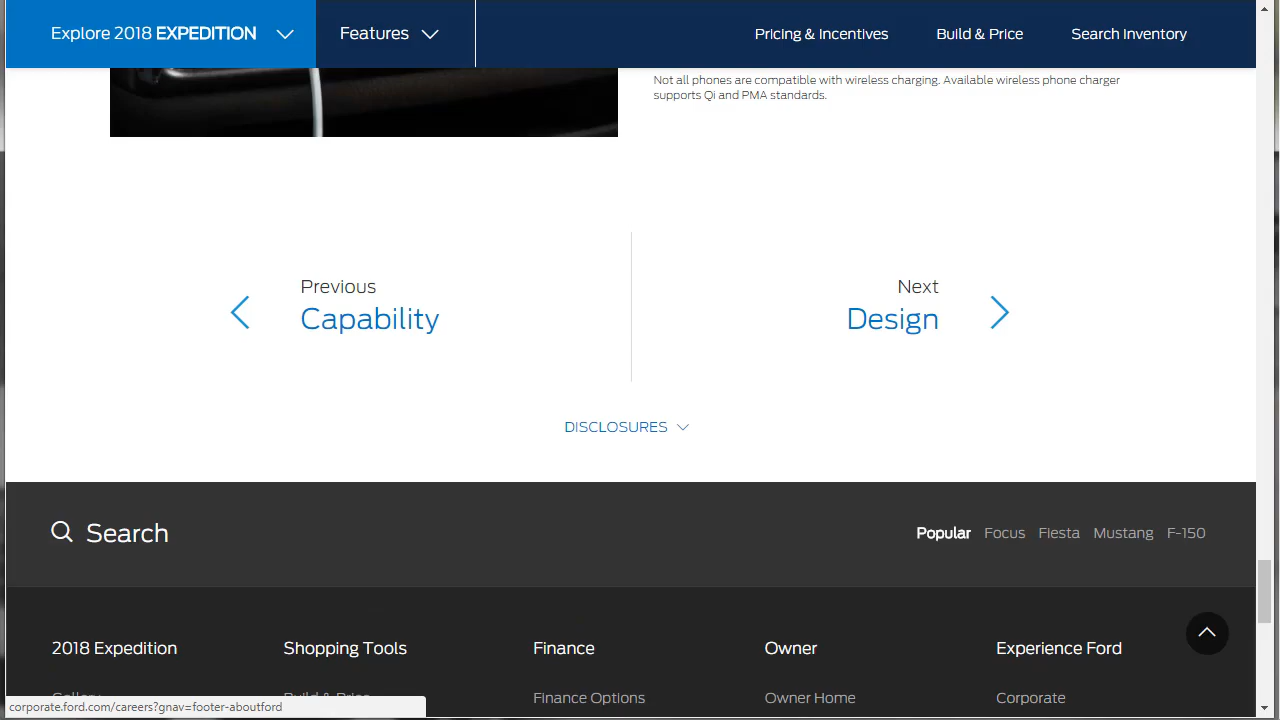 Explore 2018 EXPEDITION
Features
Pricing & Incentives
Build & Price
Search Inventory
Not all phones are compatible with wireless charging. Available wireless phone charger
supports Qi and PMA standards.
Previous
Capability
Next
Design
DISCLOSURES
Search
Popular Focus Fiesta Mustang F-150
2018 Expedition
Shopping Tools
Finance
Owner
Experience Ford
Gallery
Build & Price
Finance Options
Owner Home
Corporate
corporate.ford.com/careers?gnav=footer-aboutford